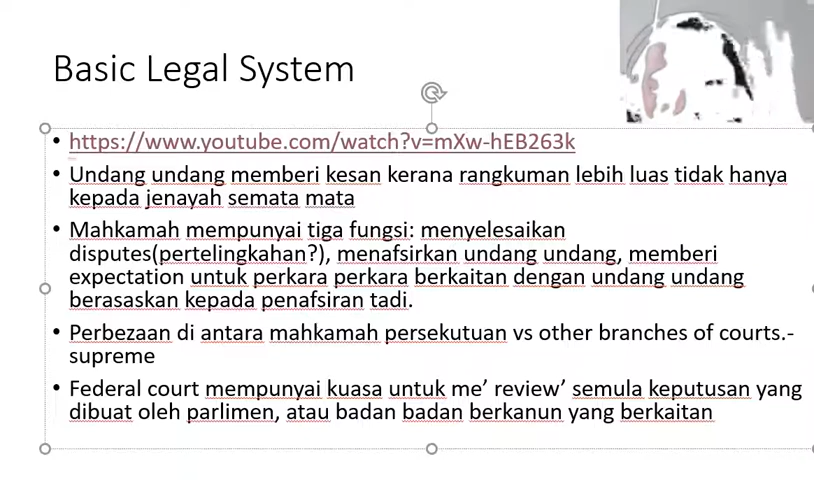 Basic Legal System
• https://www.youtube.com/watch?v=mXw-hEB263k
• Undang undang memberi kesan kerana rangkuman lebih luas tidak hanya
kepada jenayah semata mata
• Mahkamah mempunyai tiga fungsi: menyelesaikan
disputes(pertelingkahan?), menafsirkan undang undang, memberi
expectation untuk perkara perkara berkaitan dengan undang undang
berasaskan kepada penafsiran tadi.
• Perbezaan di antara mahkamah persekutuan vs other branches of courts.-
supreme
• Federal court mempunyai kuasa untuk me’ review’ semula keputusan yang
dibuat oleh parlimen, atau badan badan berkanun yang berkaitan